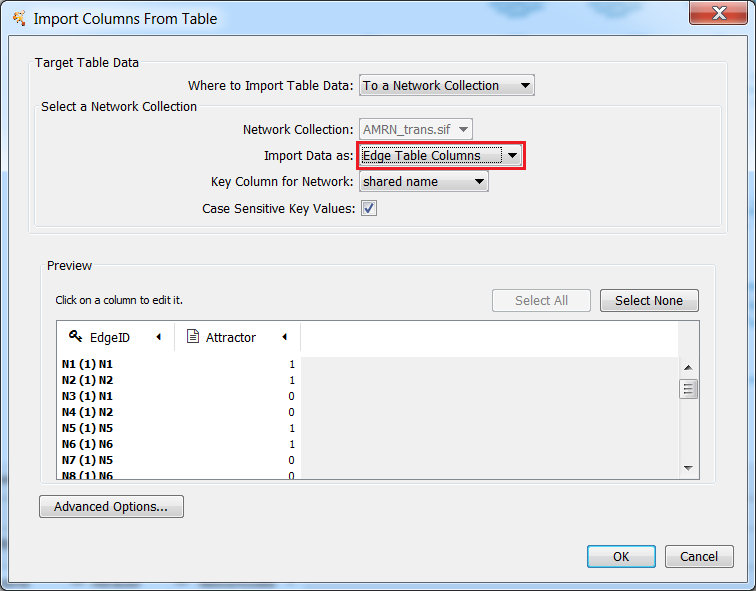 Import Columns From Table
Target Table Data
Where to Import Table Data: To a Network Collection
Select a Network Collection
Network Collection: AMRN_trans.sif
Import Data as: Edge Table Columns
Key Column for Network: shared name
Case Sensitive Key Values:
Preview
Click on a column to edit it. Select All Select None
EdgeID Attractor
N1 (1) N1 1
N2 (1) N2 1
N3 (1) N1 0
N4 (1) N2 0
N5 (1) N5 1
N6 (1) N6 1
N7 (1) N5 0
N8 (1) N6 0
Advanced Options...
OK Cancel